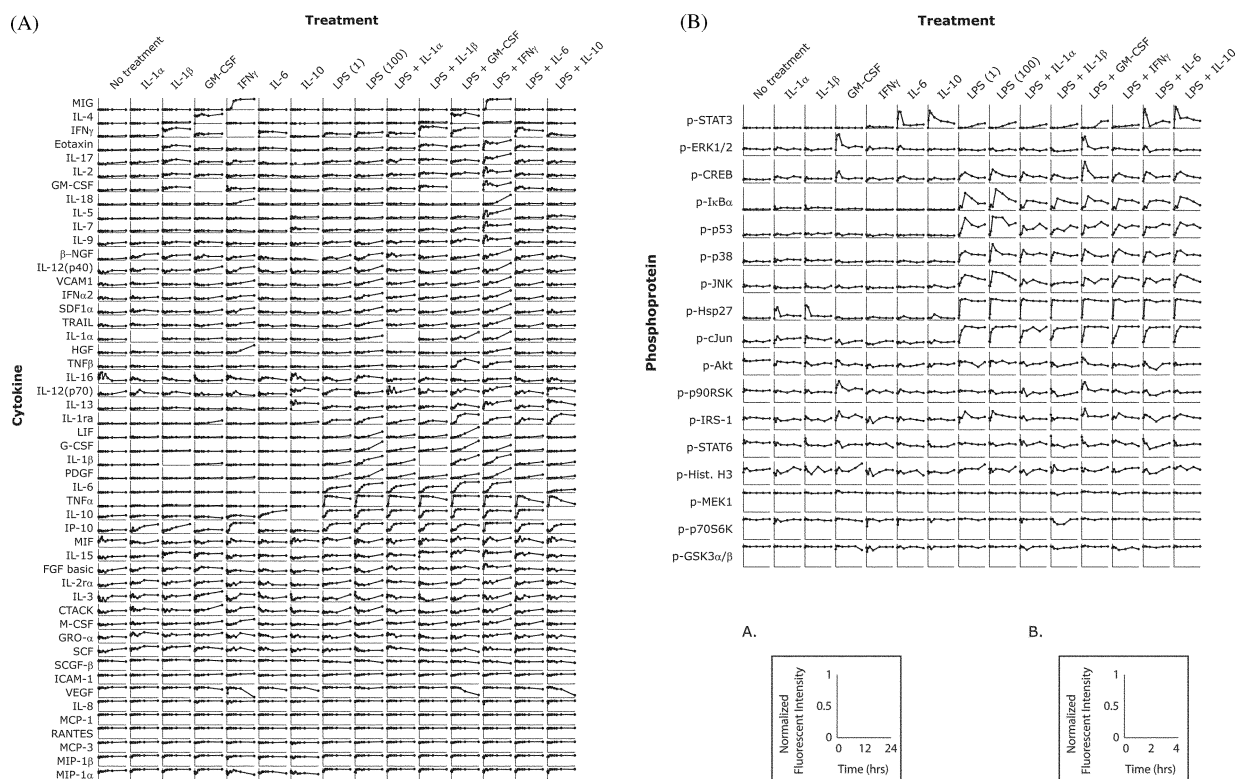 (A)
Treatment
No treatment
IL-1α
IL-1β
GM-CSF
IFNγ
IL-6
IL-10
LPS (1)
LPS (100)
LPS + IL-1α
LPS + IL-1β
LPS + GM-CSF
LPS + IFNγ
LPS + IL-6
LPS + IL-10
Cytokine
MIG
IL-4
IFNγ
Eotaxin
IL-17
IL-2
GM-CSF
IL-18
IL-5
IL-7
IL-9
β-NGF
IL-12(p40)
VCAM1
IFNα2
SDF1α
TRAIL
IL-1α
HGF
TNFβ
IL-16
IL-12(p70)
IL-13
IL-1ra
LIF
G-CSF
IL-1β
PDGF
IL-6
TNFα
IL-10
IP-10
MIF
IL-15
FGF basic
IL-2rα
IL-3
CTACK
M-CSF
GRO-α
SCF
SCGF-β
ICAM-1
VEGF
IL-8
MCP-1
RANTES
MCP-3
MIP-1β
MIP-1α
(B)
Treatment
No treatment
IL-1α
IL-1β
GM-CSF
IFNγ
IL-6
IL-10
LPS (1)
LPS (100)
LPS + IL-1α
LPS + IL-1β
LPS + GM-CSF
LPS + IFNγ
LPS + IL-6
LPS + IL-10
Phosphoprotein
p-STAT3
p-ERK1/2
p-CREB
p-IκBα
p-p53
p-p38
p-JNK
p-Hsp27
p-cJun
p-Akt
p-p90RSK
p-IRS-1
p-STAT6
p-Hist. H3
p-MEK1
p-p70S6K
p-GSK3α/β
A.
Normalized
Fluorescent Intensity
1
0.5
0
0 12 24
Time (hrs)
B.
Normalized
Fluorescent Intensity
1
0.5
0
0 2 4
Time (hrs)